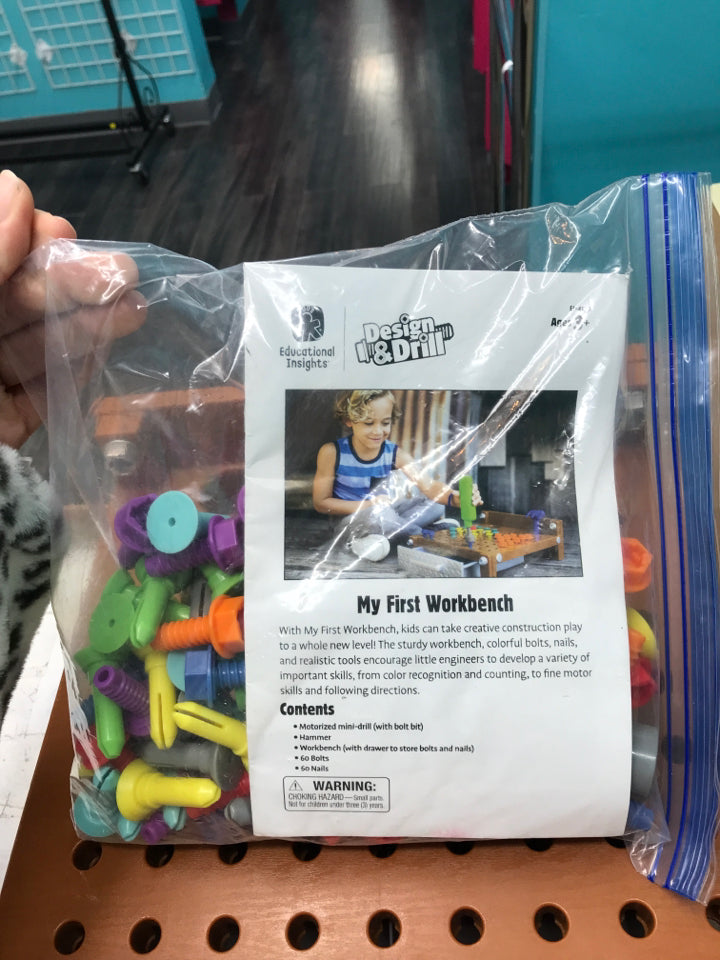 Educational
Insights
Design
& Drill
Ages 3+
My First Workbench
With My First Workbench, kids can take creative construction play
to a whole new level! The sturdy workbench, colorful bolts, nails,
and realistic tools encourage little engineers to develop a variety of
important skills, from color recognition and counting, to fine motor
skills and following directions.
Contents
• Motorized mini-drill (with bolt bit)
• Hammer
• Workbench (with drawer to store bolts and nails)
• 60 Bolts
• 60 Nails
WARNING:
CHOKING HAZARD—Small parts.
Not for children under three (3) years.